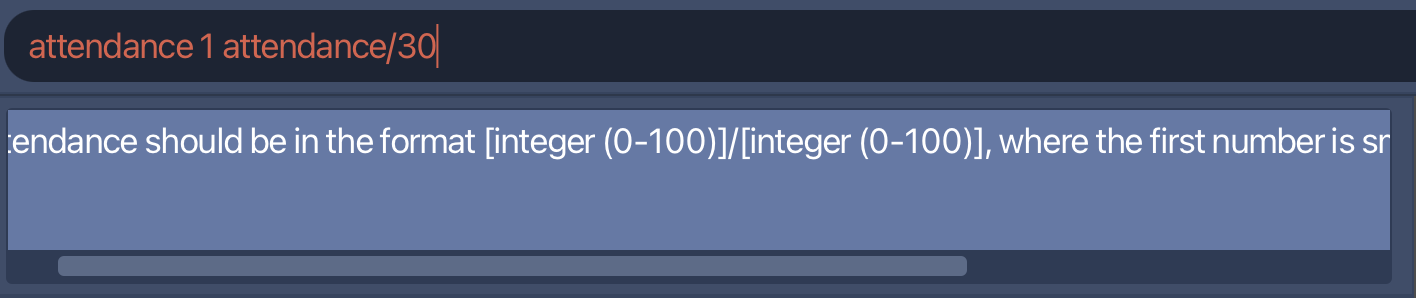 attendance 1 attendance/30
tendance should be in the format [integer (0-100)]/[integer (0-100)], where the first number is